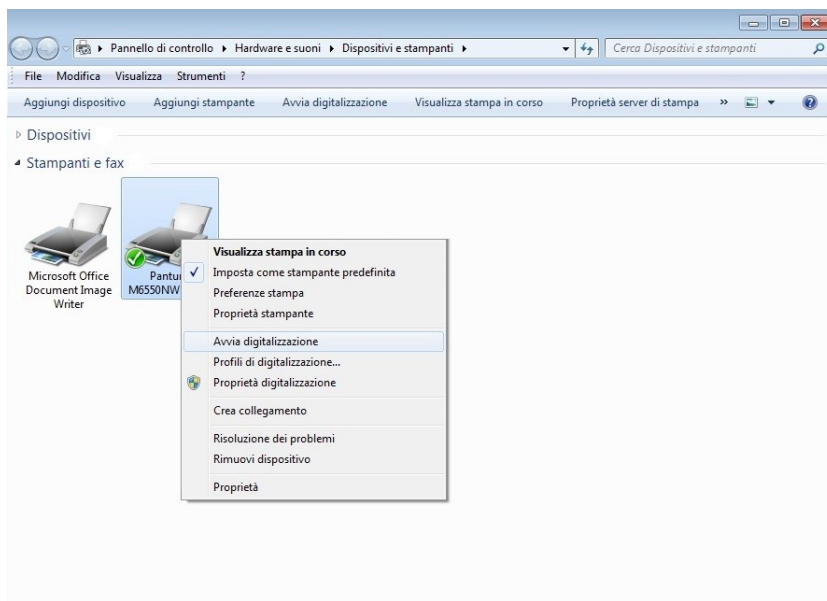 Pannello di controllo Hardware e suoni Dispositivi e stampanti
Cerca Dispositivi e stampanti
File Modifica Visualizza Strumenti ?
Aggiungi dispositivo Aggiungi stampante Avvia digitalizzazione Visualizza stampa in corso Proprietà server di stampa »
Dispositivi
Stampanti e fax
Microsoft Office
Document Image
Writer
M6550NW
Visualizza stampa in corso
Imposta come stampante predefinita
Preferenze stampa
Proprietà stampante
Avvia digitalizzazione
Profili di digitalizzazione...
Proprietà digitalizzazione
Crea collegamento
Risoluzione dei problemi
Rimuovi dispositivo
Proprietà